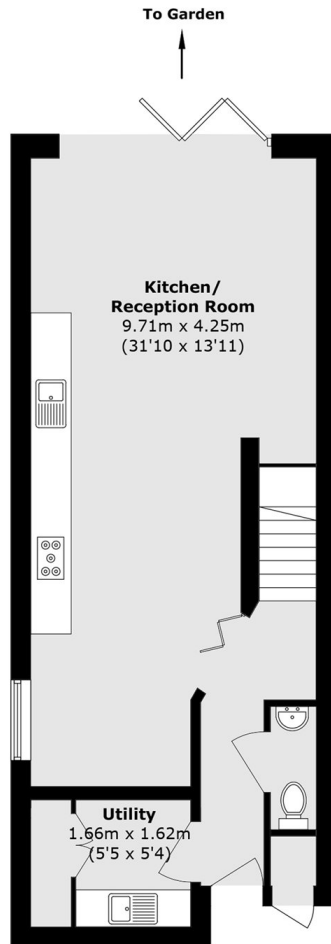 To Garden
Kitchen/
Reception Room
9.71m x 4.25m
(31'10 x 13'11)
Utility
1.66m x 1.62m
(5'5 x 5'4)